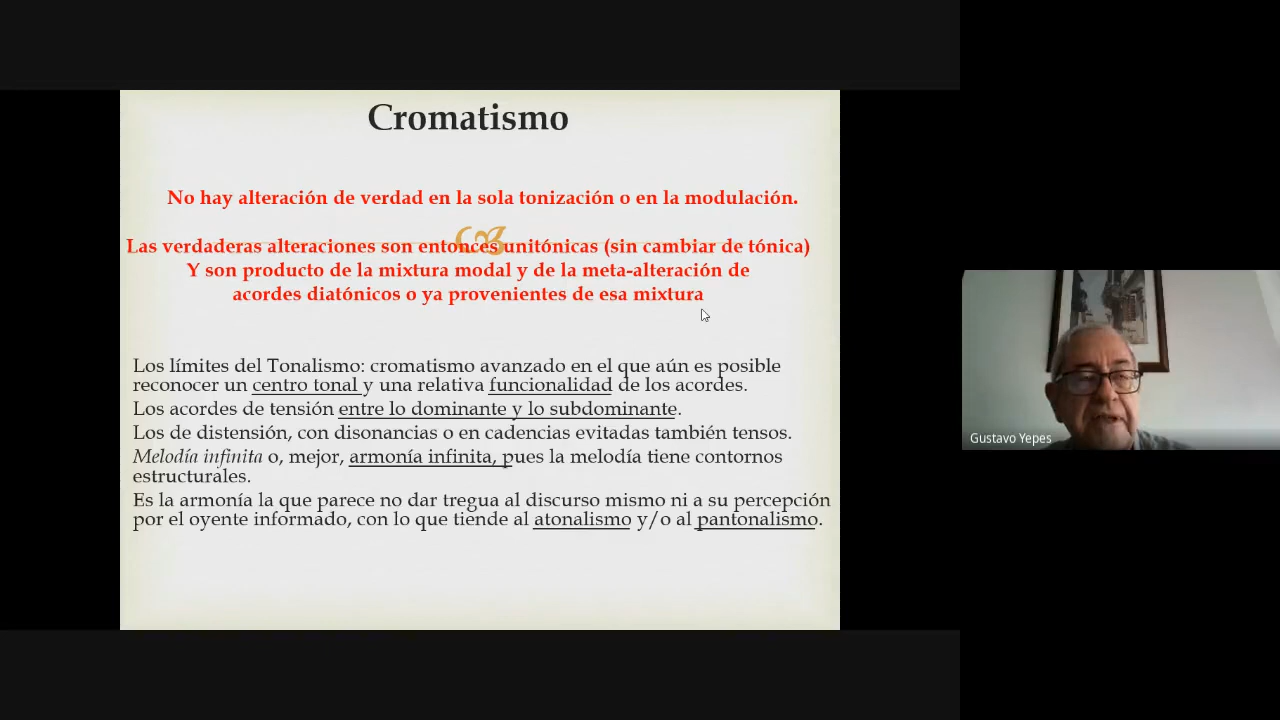 Cromatismo
No hay alteración de verdad en la sola tonización o en la modulación.
Las verdaderas alteraciones son entonces unitónicas (sin cambiar de tónica)
Y son producto de la mixtura modal y de la meta-alteración de
acordes diatónicos o ya provenientes de esa mixtura
Los límites del Tonalismo: cromatismo avanzado en el que aún es posible
reconocer un centro tonal y una relativa funcionalidad de los acordes.
Los acordes de tensión entre lo dominante y lo subdominante.
Los de distensión, con disonancias o en cadencias evitadas también tensos.
Melodía infinita o, mejor, armonía infinita, pues la melodía tiene contornos
estructurales.
Es la armonía la que parece no dar tregua al discurso mismo ni a su percepción
por el oyente informado, con lo que tiende al atonalismo y/o al pantonalismo.
Gustavo Yepes